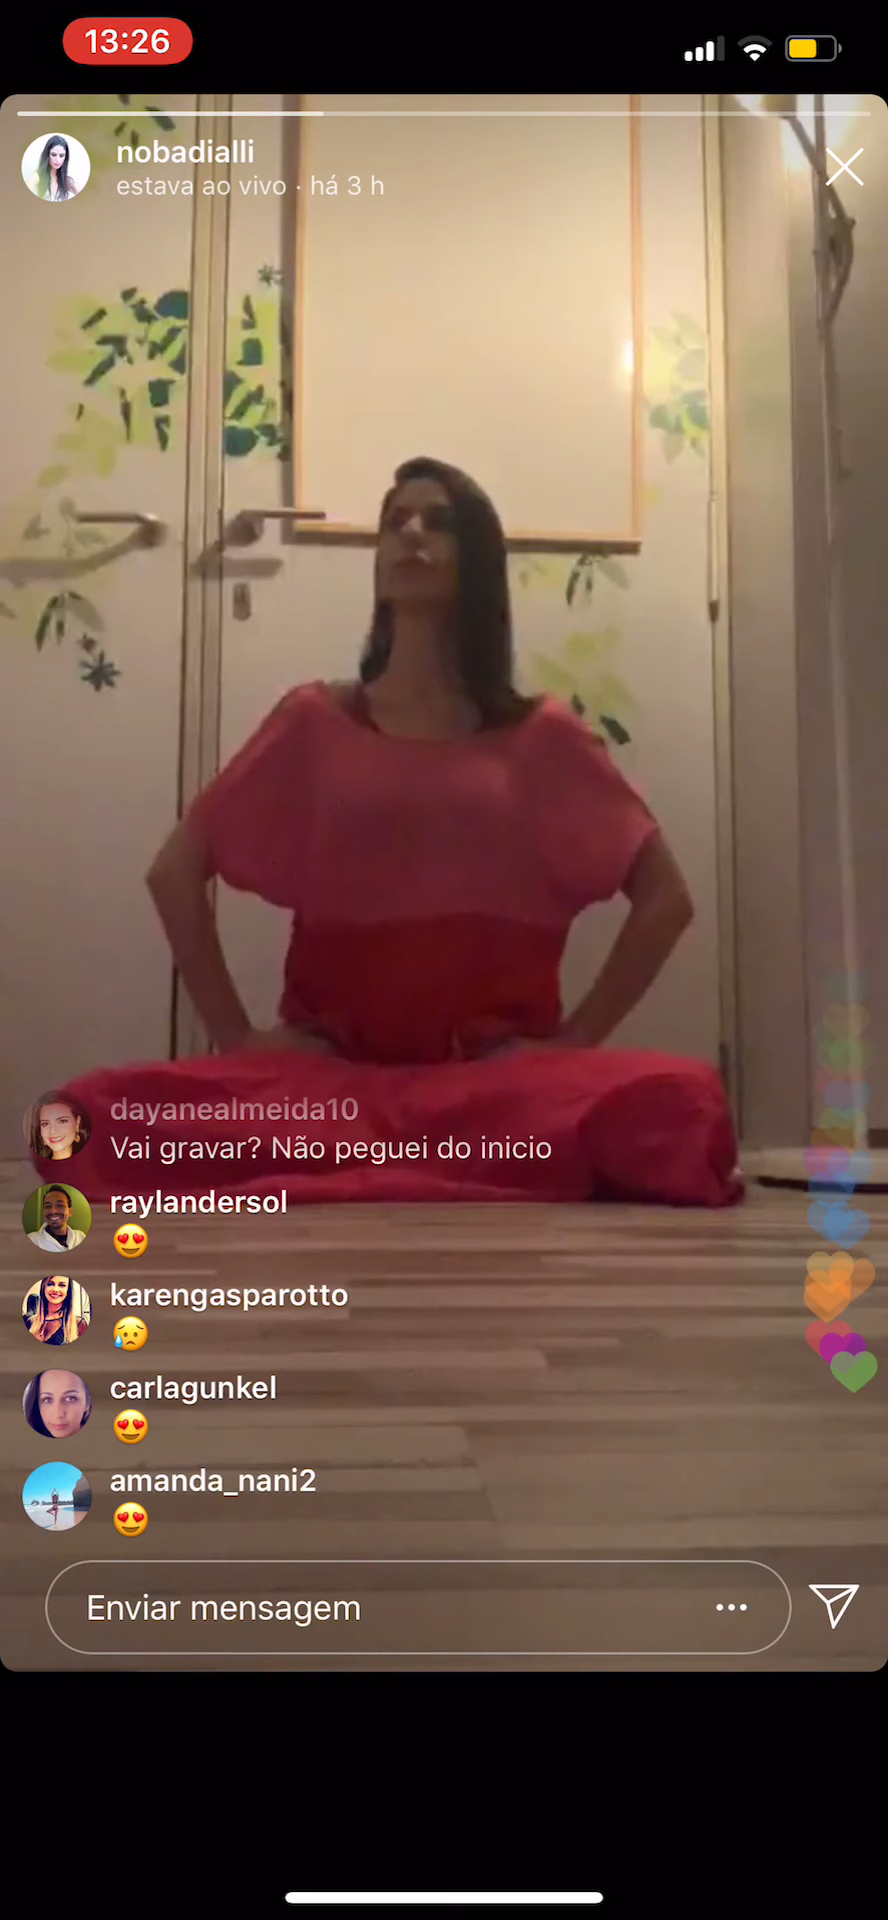 13:26
nobadialli
estava ao vivo · há 3 h
dayanealmeida10
Vai gravar? Não peguei do inicio
raylandersol
😍
karengasparotto
😥
carlagunkel
😍
amanda_nani2
😍
Enviar mensagem